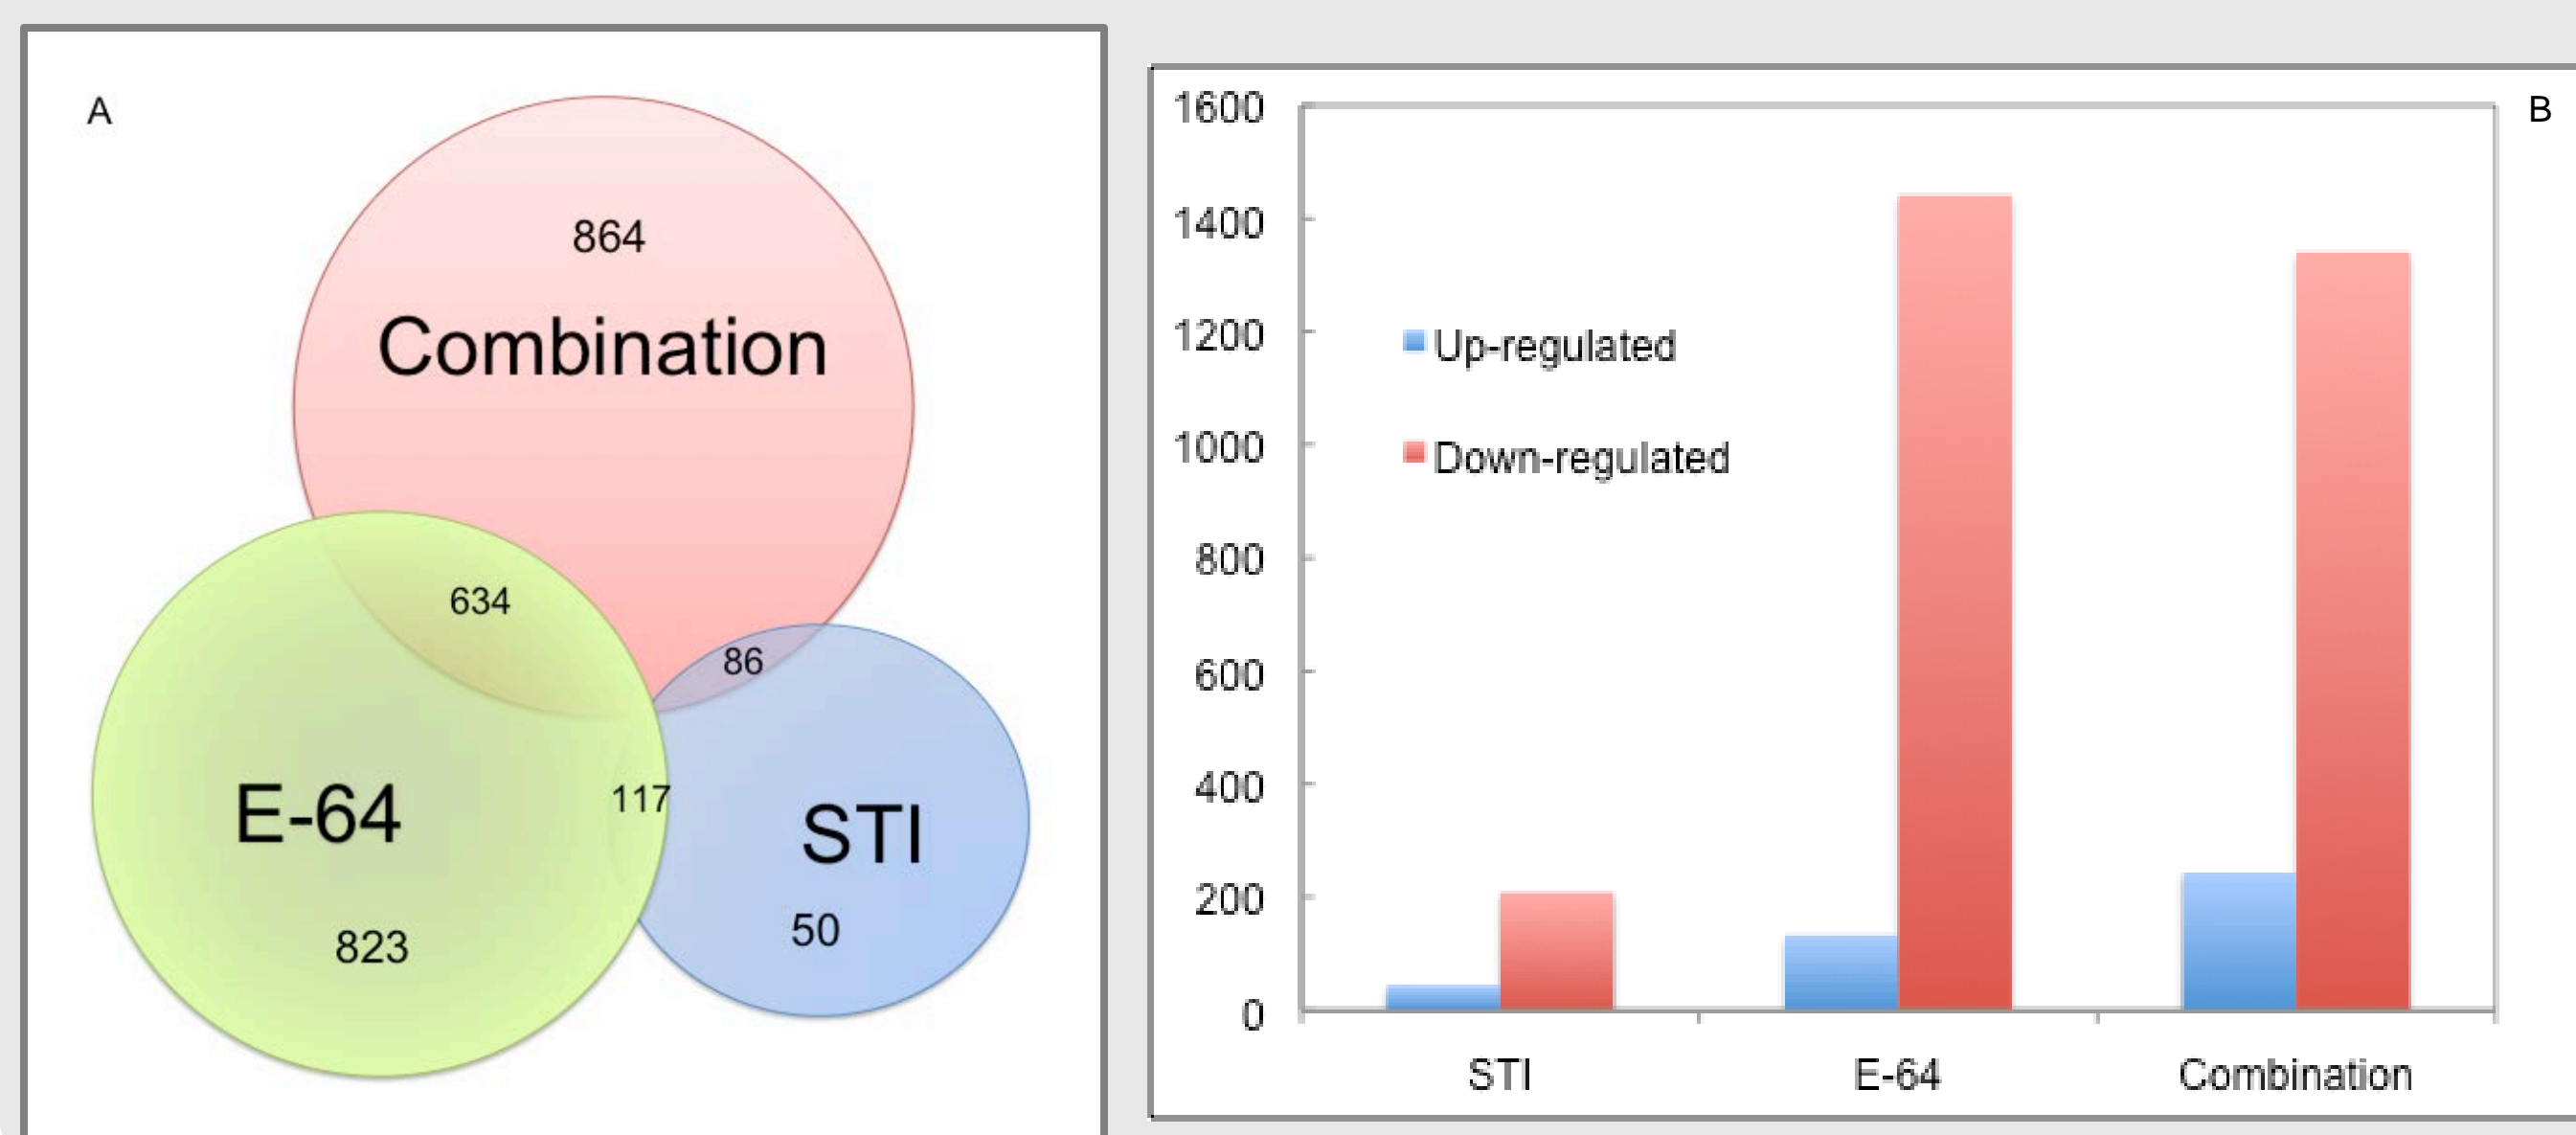 A
864
Combination
634
86
117
E-64
STI
50
823
B
1600
1400
1200
1000
800
600
400
200
0
Up-regulated
Down-regulated
STI
E-64
Combination